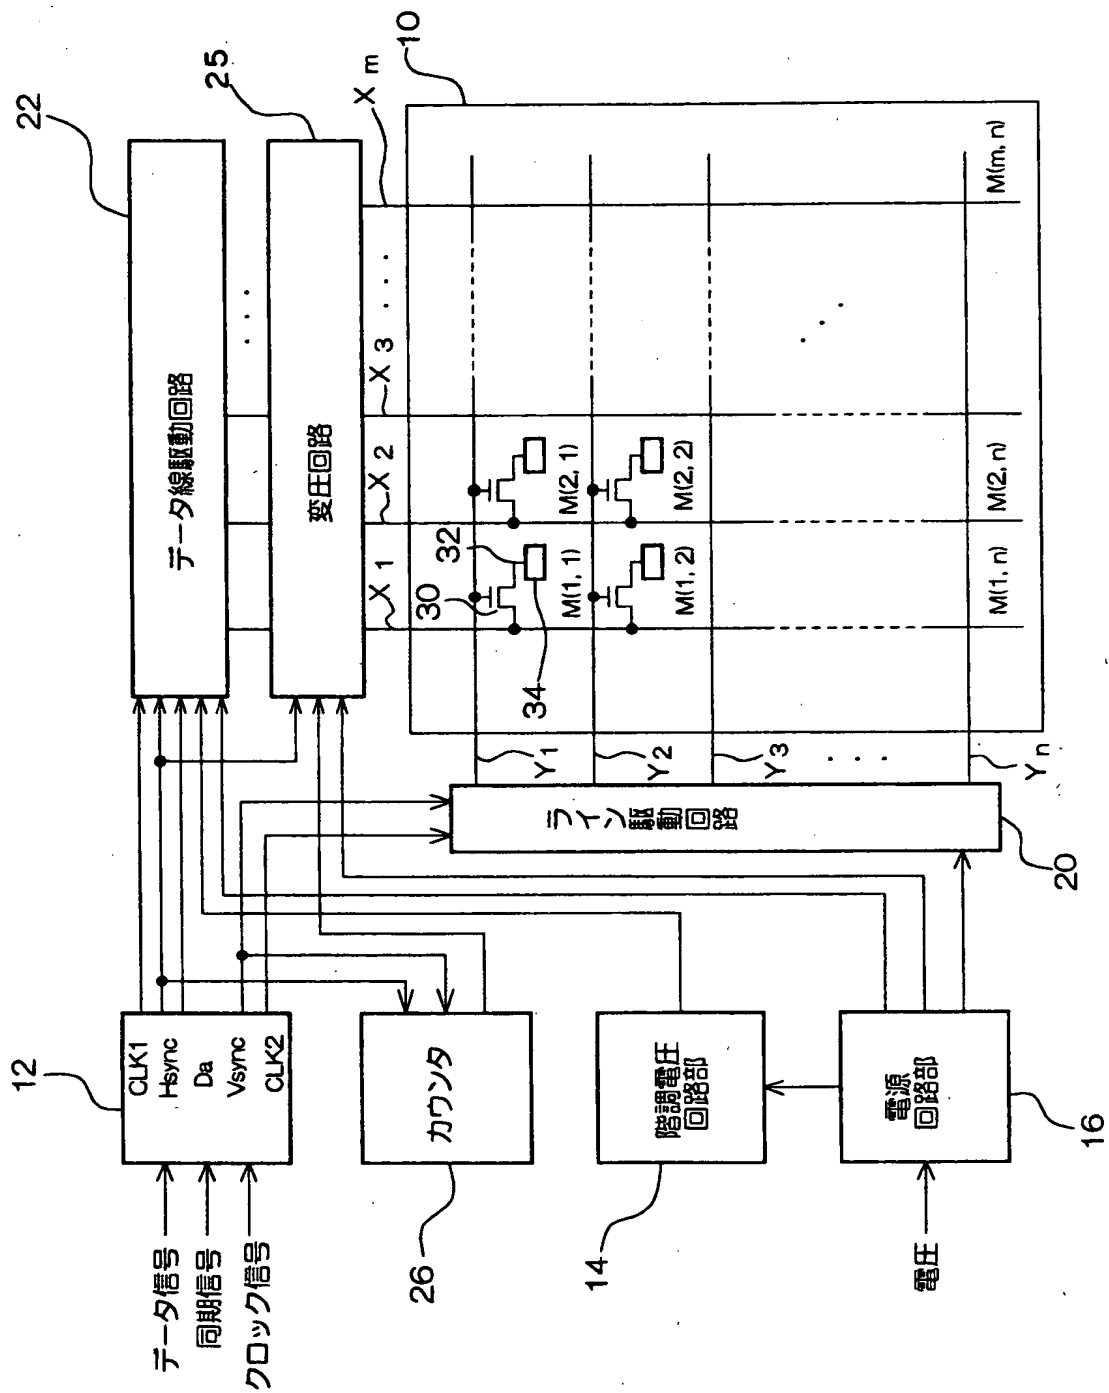 データ信号
同期信号
クロック信号
12
CLK1
Hsync
Da
Vsync
CLK2
22
データ線駆動回路
. . .
25
変圧回路
カウンタ
26
階調電圧
回路部
14
電源
回路部
16
電圧
ライン駆動回路
20
X1
X2
X3
. . .
Xm
10
Y1
Y2
Y3
. . .
Yn
30
32
34
M(1, 1)
M(2, 1)
M(1, 2)
M(2, 2)
. . .
M(1, n)
M(2, n)
M(m, n)